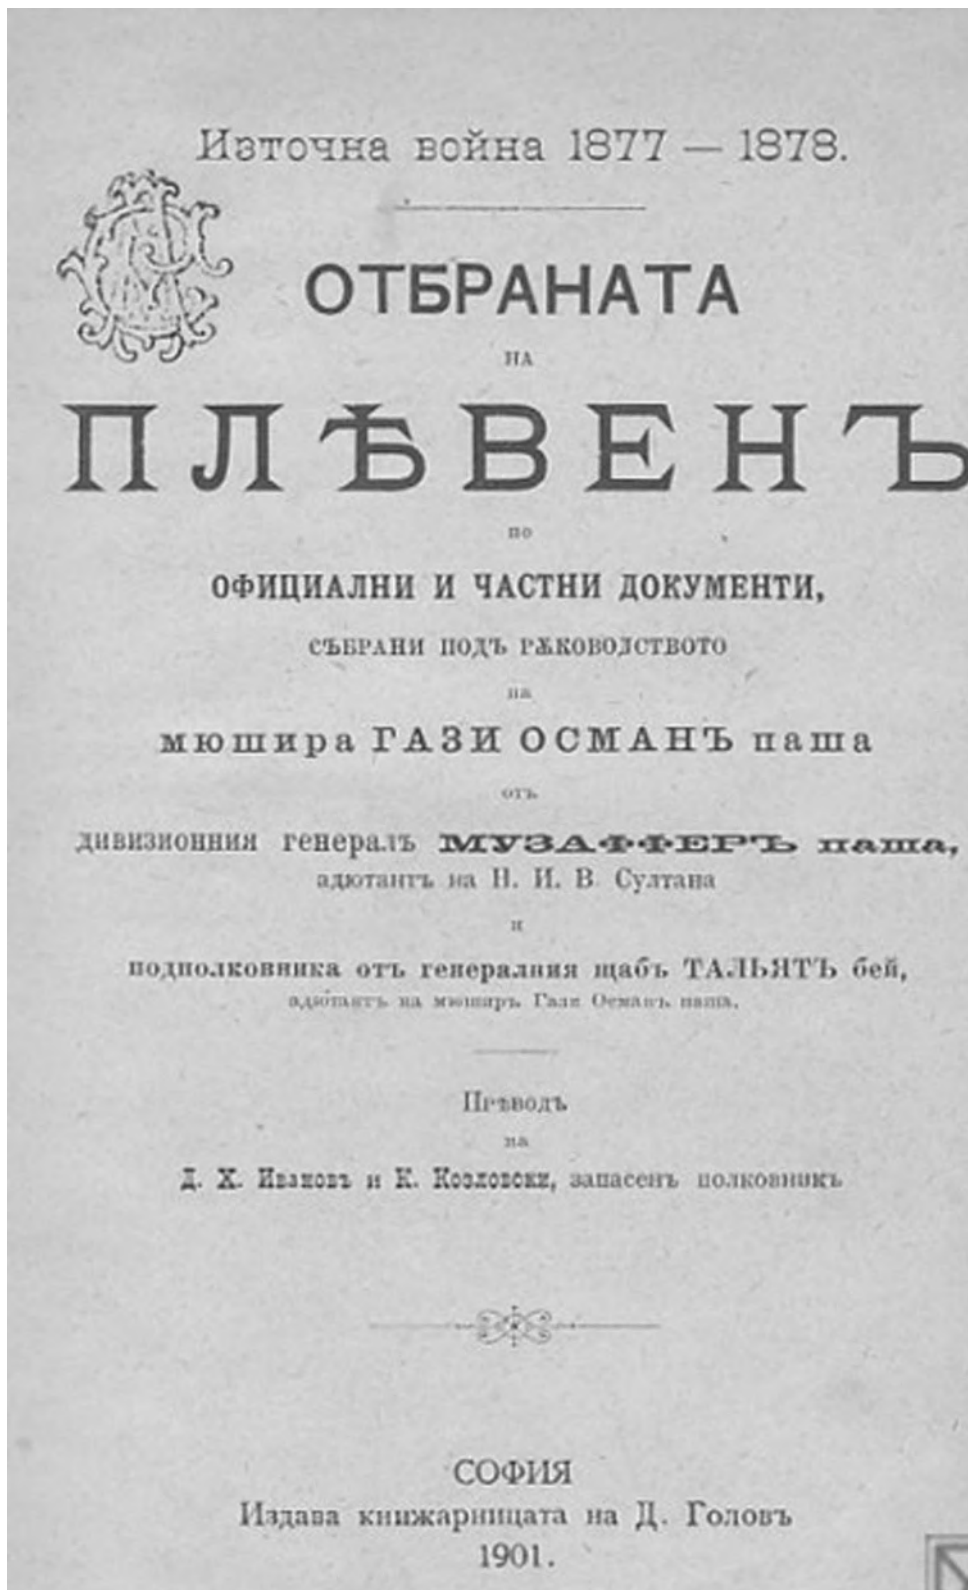 Източна война 1877 — 1878.
ОТБРАНАТА
НА
ПЛѢВЕНЪ
по
ОФИЦИАЛНИ И ЧАСТНИ ДОКУМЕНТИ,
СЪБРАНИ ПОДЪ РѪКОВОДСТВОТО
на
мюшира ГАЗИ ОСМАНЪ паша
отъ
дивизионния генералъ МУЗАФФЕРЪ паша,
адютантъ на Н. И. В. Султана
и
подполковника отъ генералния щабъ ТАЛЬЯТЪ бей,
адютантъ на мюширъ Гази Османъ паша.
Прѣводъ
на
Д. Х. Ивановъ и К. Козловски, запасенъ полковникъ
СОФИЯ
Издава книжарницата на Д. Головъ
1901.